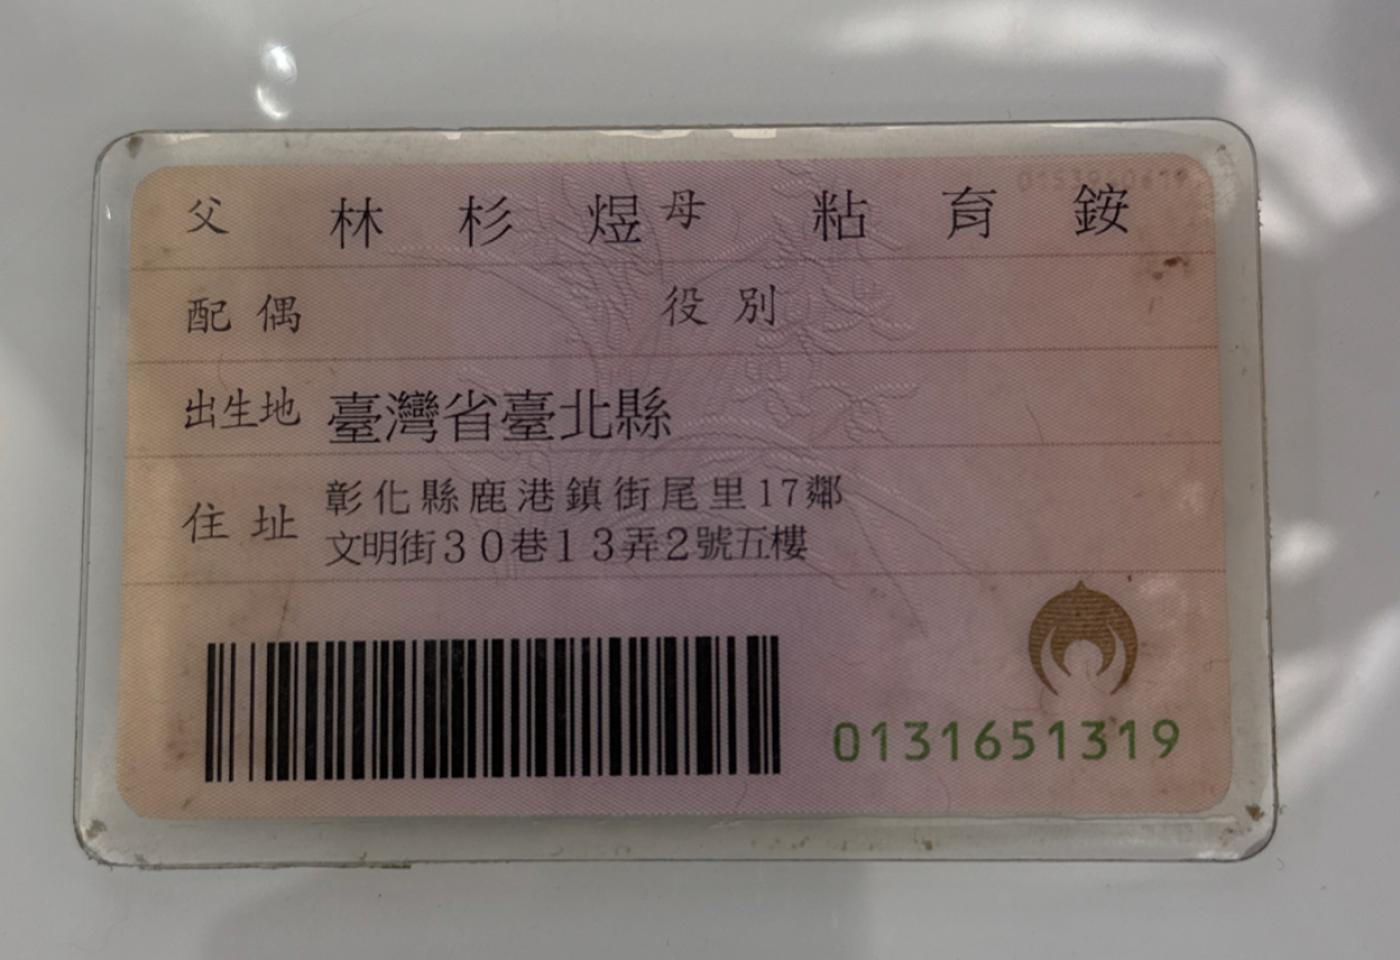 父 林杉煜 母 粘育銨
配偶 役別
出生地 臺灣省臺北縣
住址 彰化縣鹿港鎮街尾里17鄰
文明街30巷13弄2號五樓
0131651319